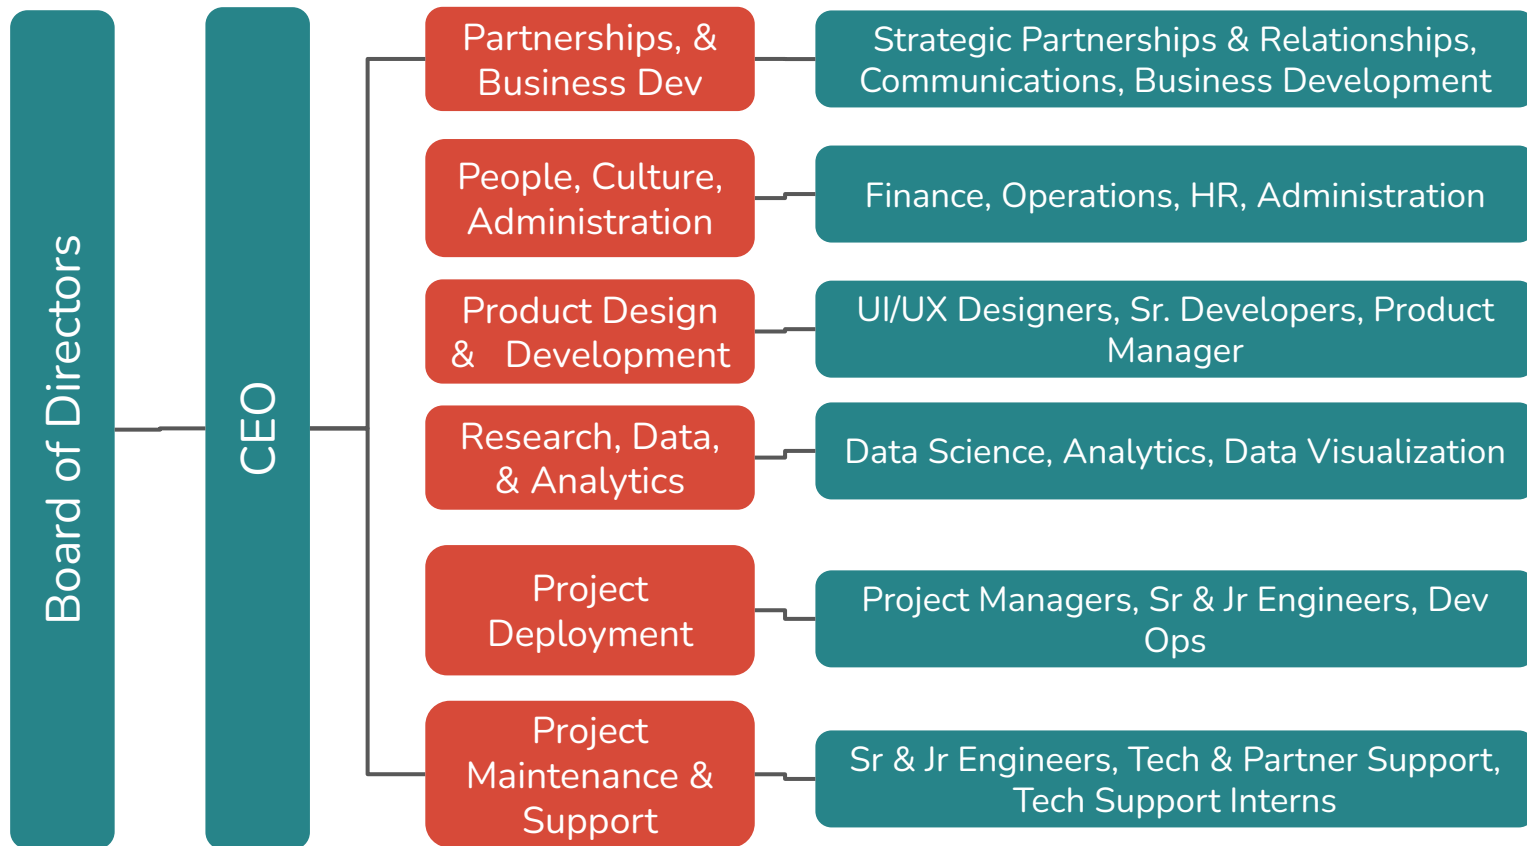 Board of Directors
CEO
Partnerships, &
Business Dev
Strategic Partnerships & Relationships,
Communications, Business Development
People, Culture,
Administration
Finance, Operations, HR, Administration
Product Design
& Development
UI/UX Designers, Sr. Developers, Product
Manager
Research, Data,
& Analytics
Data Science, Analytics, Data Visualization
Project
Deployment
Project Managers, Sr & Jr Engineers, Dev
Ops
Project
Maintenance &
Support
Sr & Jr Engineers, Tech & Partner Support,
Tech Support Interns